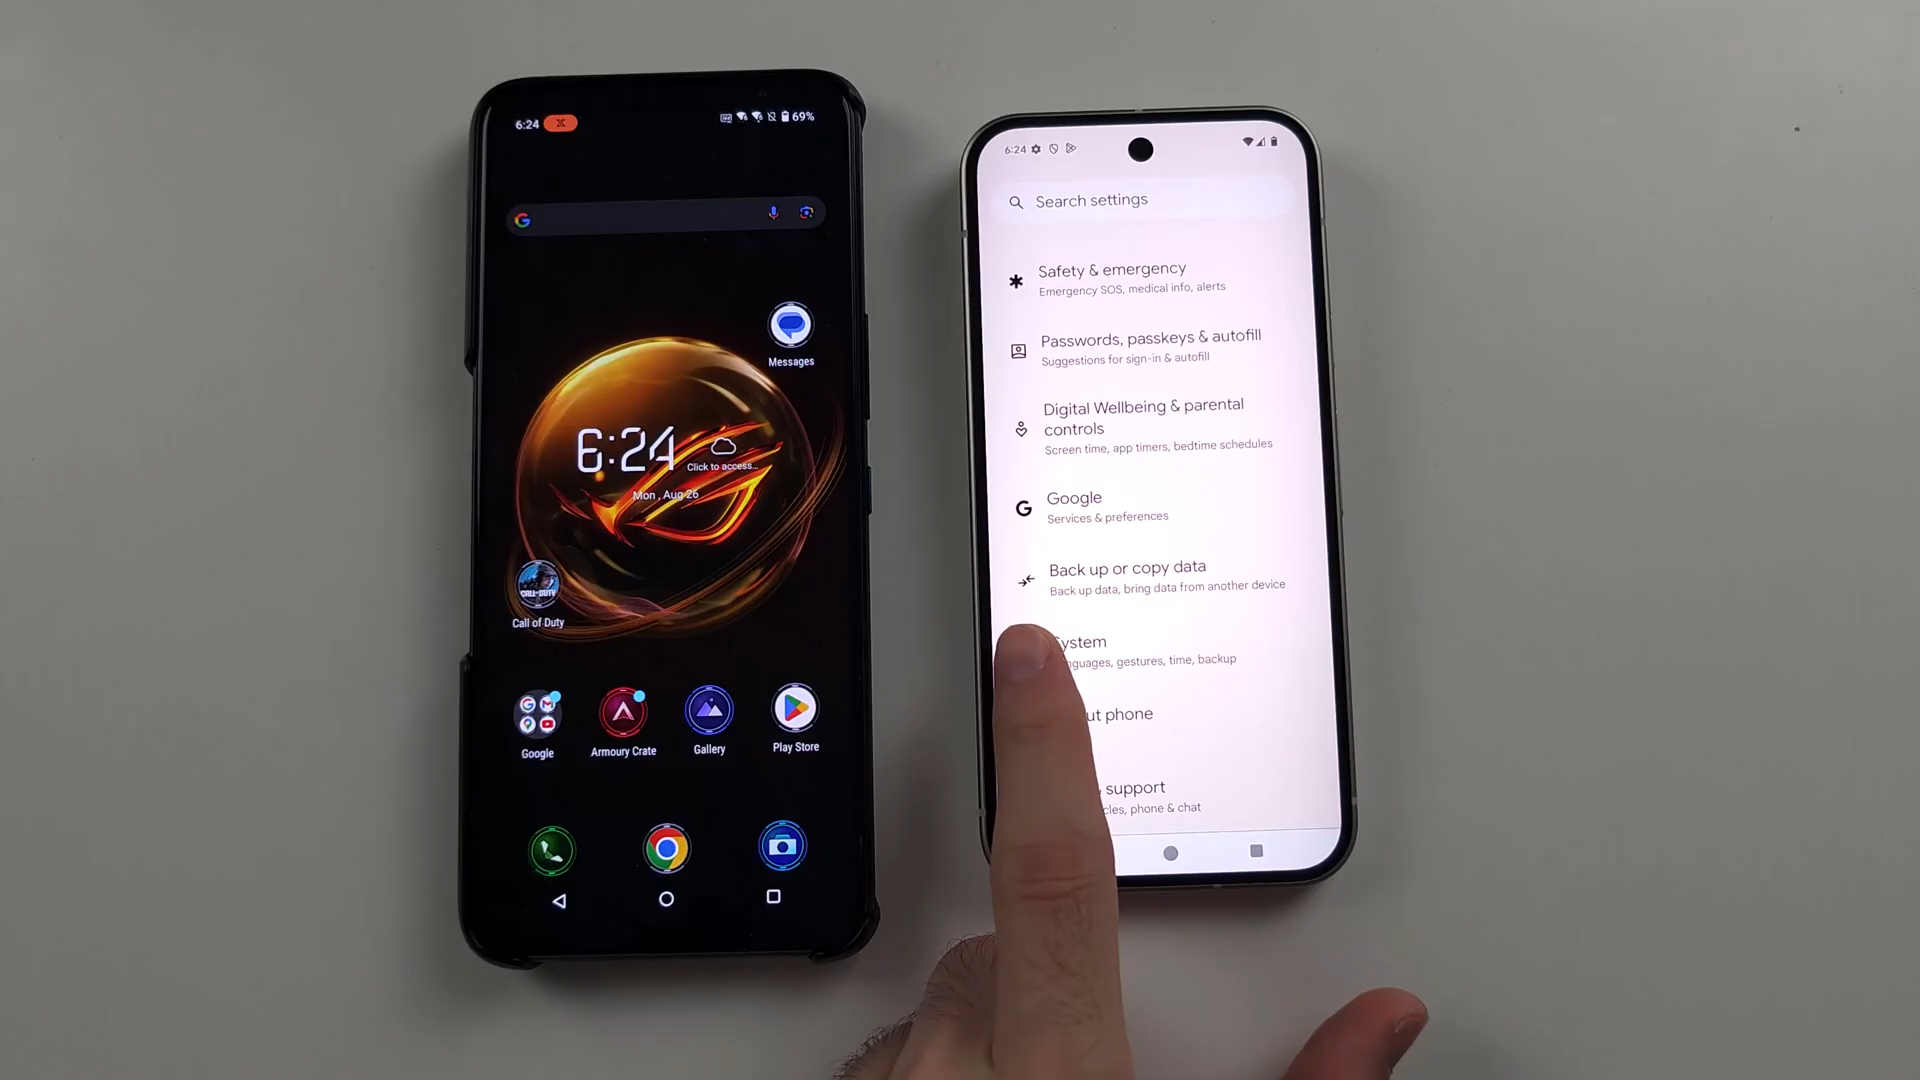 6:24
69%
Messages
6:24
Click to access...
Mon , Aug 26
CALL OF DUTY
Call of Duty
Google
Armoury Crate
Gallery
Play Store
6:24
Search settings
Safety & emergency
Emergency SOS, medical info, alerts
Passwords, passkeys & autofill
Suggestions for sign-in & autofill
Digital Wellbeing & parental
controls
Screen time, app timers, bedtime schedules
Google
Services & preferences
Back up or copy data
Back up data, bring data from another device
System
nguages, gestures, time, backup
ut phone
& support
cles, phone & chat